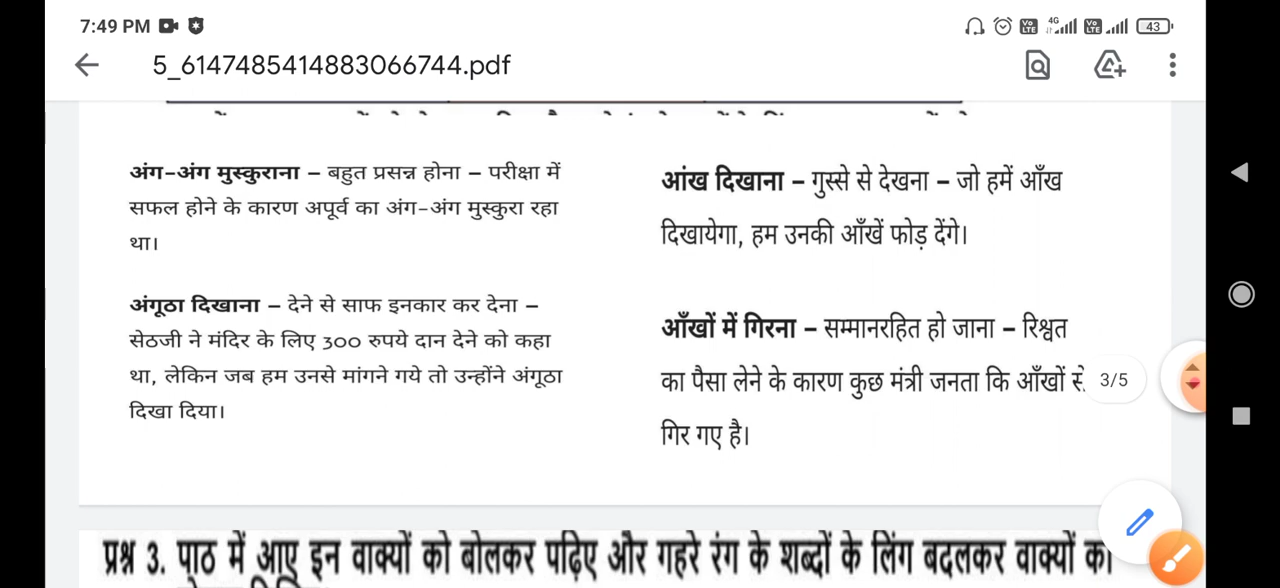 7:49 PM
4G
43
5_6147485414883066744.pdf
अंग-अंग मुस्कुराना – बहुत प्रसन्न होना – परीक्षा में
सफल होने के कारण अपूर्व का अंग-अंग मुस्कुरा रहा
था।
अंगूठा दिखाना – देने से साफ इनकार कर देना –
सेठजी ने मंदिर के लिए 300 रुपये दान देने को कहा
था, लेकिन जब हम उनसे मांगने गये तो उन्होंने अंगूठा
दिखा दिया।
आंख दिखाना – गुस्से से देखना – जो हमें आँख
दिखायेगा, हम उनकी आँखें फोड़ देंगे।
आँखों में गिरना – सम्मानरहित हो जाना – रिश्वत
का पैसा लेने के कारण कुछ मंत्री जनता कि आँखों से
गिर गए है।
3/5
प्रश्न 3. पाठ में आए इन वाक्यों को बोलकर पढ़िए और गहरे रंग के शब्दों के लिंग बदलकर वाक्यों को